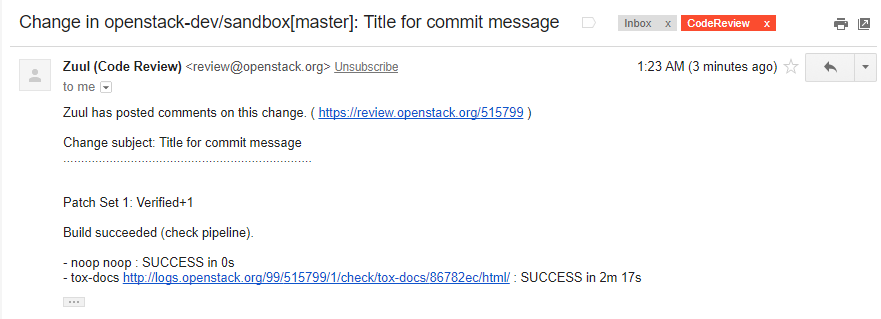 Change in openstack-dev/sandbox[master]: Title for commit message
Inbox x
CodeReview x
Zuul (Code Review) <review@openstack.org> Unsubscribe
1:23 AM (3 minutes ago)
to me
Zuul has posted comments on this change. ( https://review.openstack.org/515799 )
Change subject: Title for commit message
......................................................................
Patch Set 1: Verified+1
Build succeeded (check pipeline).
- noop noop : SUCCESS in 0s
- tox-docs http://logs.openstack.org/99/515799/1/check/tox-docs/86782ec/html/ : SUCCESS in 2m 17s